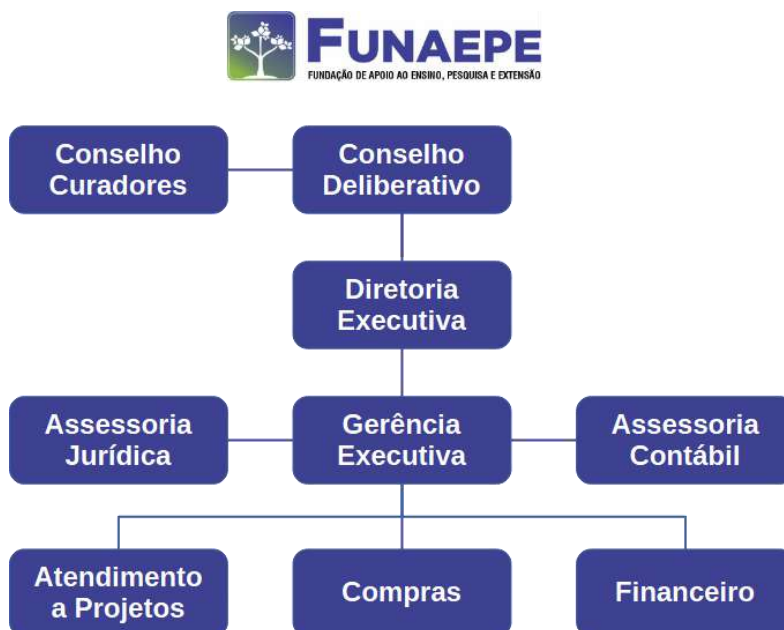 FUNAEPE
FUNDAÇÃO DE APOIO AO ENSINO, PESQUISA E EXTENSÃO
Conselho
Curadores
Conselho
Deliberativo
Diretoria
Executiva
Assessoria
Jurídica
Gerência
Executiva
Assessoria
Contábil
Atendimento
a Projetos
Compras
Financeiro